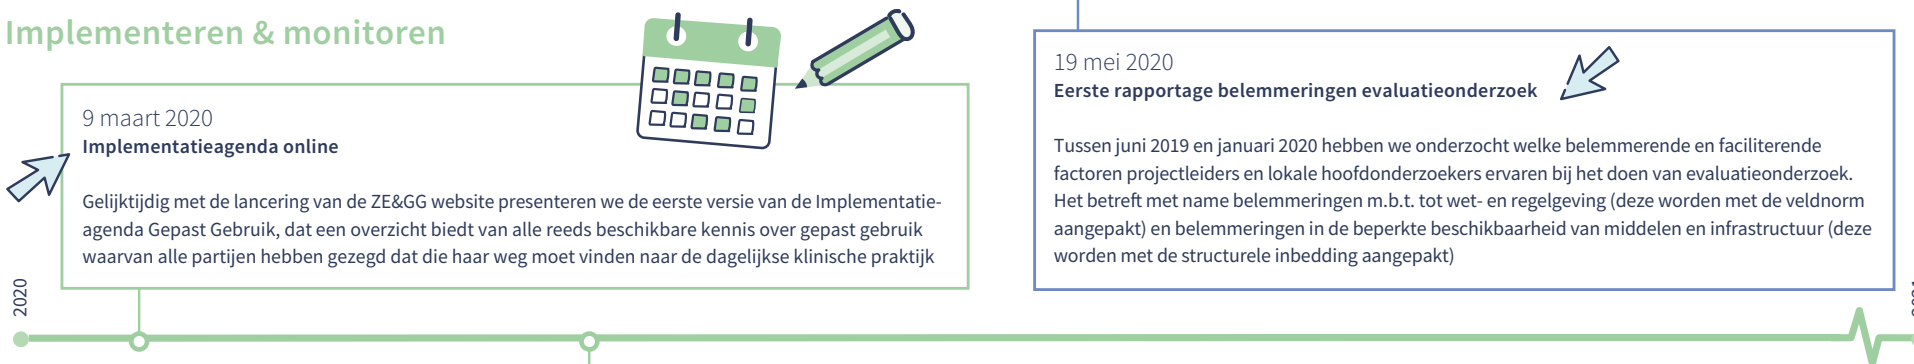 Implementeren & monitoren
9 maart 2020
Implementatieagenda online
Gelijktijdig met de lancering van de ZE&GG website presenteren we de eerste versie van de Implementatie-
agenda Gepast Gebruik, dat een overzicht biedt van alle reeds beschikbare kennis over gepast gebruik
waarvan alle partijen hebben gezegd dat die haar weg moet vinden naar de dagelijkse klinische praktijk
2020
19 mei 2020
Eerste rapportage belemmeringen evaluatieonderzoek
Tussen juni 2019 en januari 2020 hebben we onderzocht welke belemmerende en faciliterende
factoren projectleiders en lokale hoofdonderzoekers ervaren bij het doen van evaluatieonderzoek.
Het betreft met name belemmeringen m.b.t. tot wet- en regelgeving (deze worden met de veldnorm
aangepakt) en belemmeringen in de beperkte beschikbaarheid van middelen en infrastructuur (deze
worden met de structurele inbedding aangepakt)